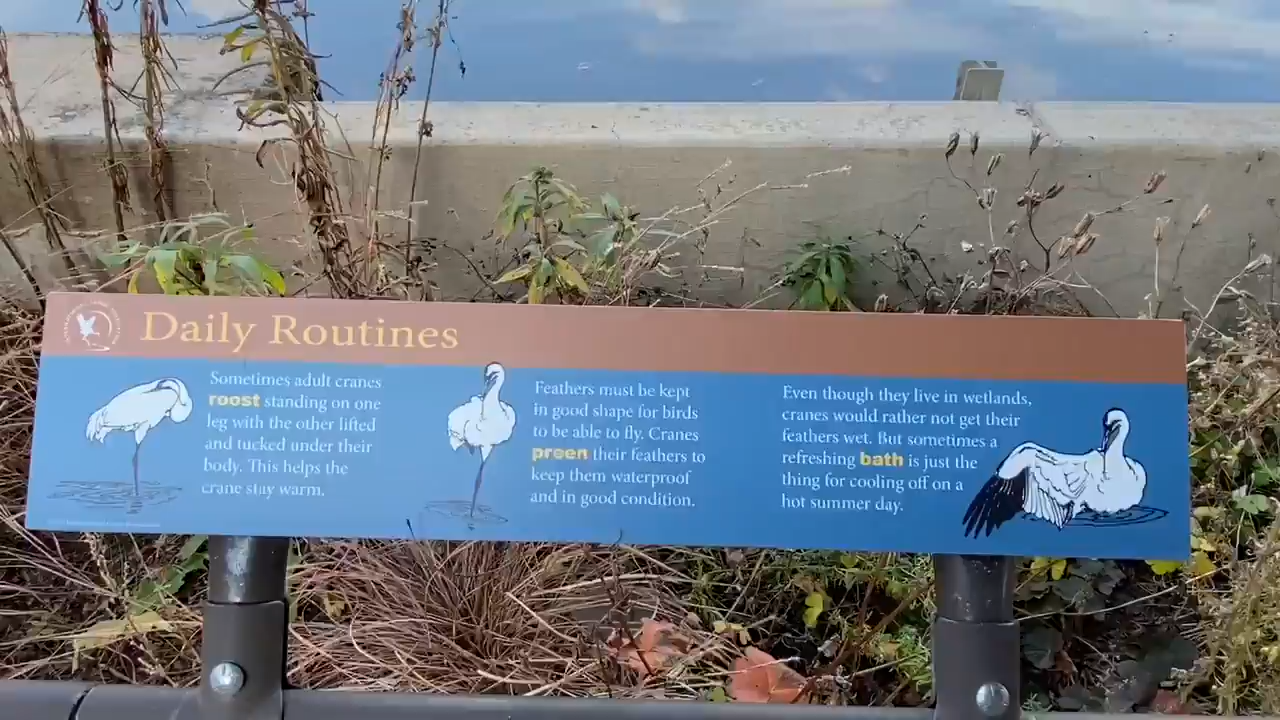 Daily Routines
Sometimes adult cranes
roost standing on one
leg with the other lifted
and tucked under their
body. This helps the
crane stay warm.
Feathers must be kept
in good shape for birds
to be able to fly. Cranes
preen their feathers to
keep them waterproof
and in good condition.
Even though they live in wetlands,
cranes would rather not get their
feathers wet. But sometimes a
refreshing bath is just the
thing for cooling off on a
hot summer day.